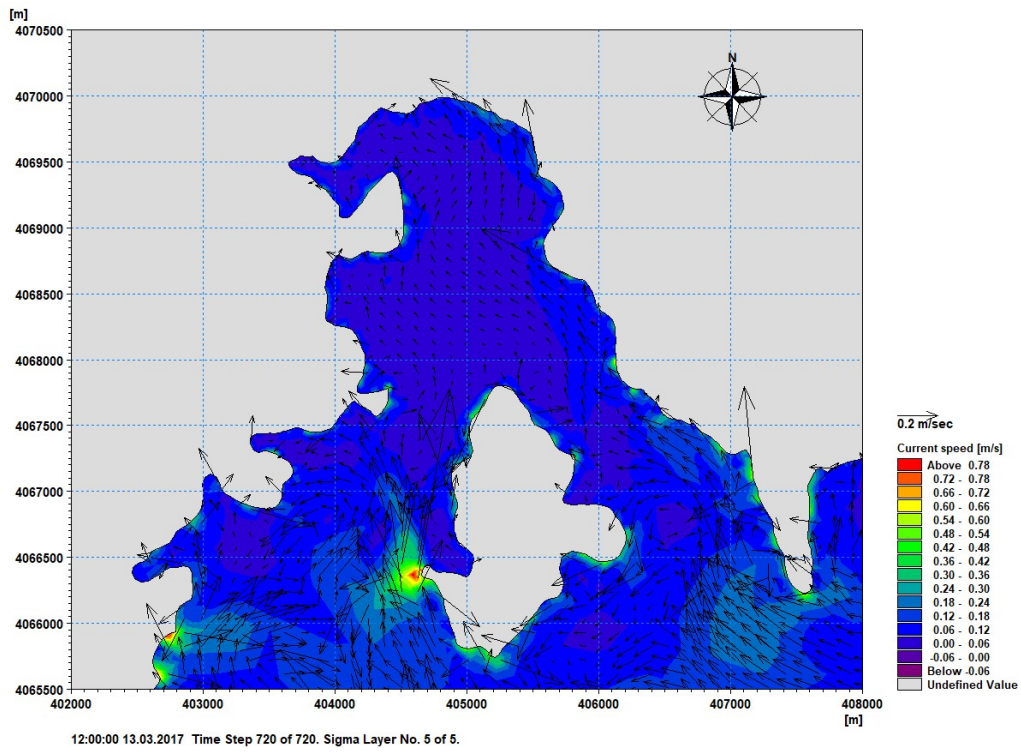 [m]
4070500
4070000
4069500
4069000
4068500
4068000
4067500
4067000
4066500
4066000
4065500
402000 403000 404000 405000 406000 407000 408000
[m]
N
0.2 m/sec
Current speed [m/s]
Above 0.78
0.72 - 0.78
0.66 - 0.72
0.60 - 0.66
0.54 - 0.60
0.48 - 0.54
0.42 - 0.48
0.36 - 0.42
0.30 - 0.36
0.24 - 0.30
0.18 - 0.24
0.12 - 0.18
0.06 - 0.12
0.00 - 0.06
-0.06 - 0.00
Below -0.06
Undefined Value
12:00:00 13.03.2017 Time Step 720 of 720. Sigma Layer No. 5 of 5.